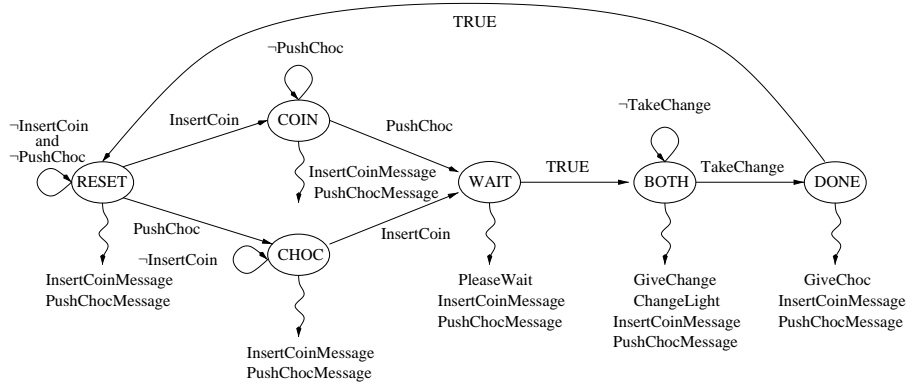 TRUE
¬PushChoc
¬TakeChange
¬InsertCoin
and
¬PushChoc
InsertCoin
COIN
PushChoc
InsertCoinMessage
PushChocMessage
RESET
WAIT
TRUE
BOTH
TakeChange
DONE
PushChoc
InsertCoin
¬InsertCoin
CHOC
InsertCoinMessage
PushChocMessage
PleaseWait
InsertCoinMessage
PushChocMessage
GiveChange
ChangeLight
InsertCoinMessage
PushChocMessage
GiveChoc
InsertCoinMessage
PushChocMessage
InsertCoinMessage
PushChocMessage